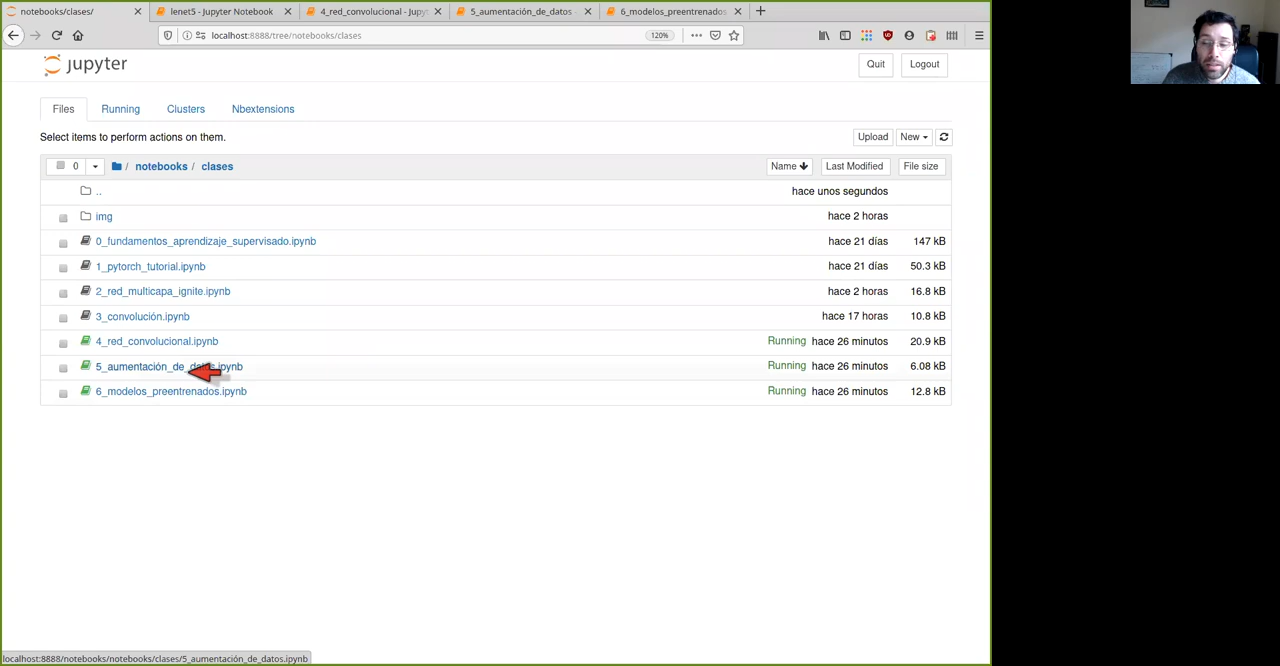 notebooks/clases/
lenet5 - Jupyter Notebook
4_red_convolucional - Jupyt
5_aumentación_de_datos -
6_modelos_preentrenados
localhost:8888/tree/notebooks/clases
120%
jupyter
Quit
Logout
Files
Running
Clusters
Nbextensions
Select items to perform actions on them.
Upload
New
0
/ notebooks / clases
Name
Last Modified
File size
..
hace unos segundos
img
hace 2 horas
0_fundamentos_aprendizaje_supervisado.ipynb
hace 21 días
147 kB
1_pytorch_tutorial.ipynb
hace 21 días
50.3 kB
2_red_multicapa_ignite.ipynb
hace 2 horas
16.8 kB
3_convolución.ipynb
hace 17 horas
10.8 kB
4_red_convolucional.ipynb
Running
hace 26 minutos
20.9 kB
5_aumentación_de_datos.ipynb
Running
hace 26 minutos
6.08 kB
6_modelos_preentrenados.ipynb
Running
hace 26 minutos
12.8 kB
localhost:8888/notebooks/notebooks/clases/5_aumentación_de_datos.ipynb